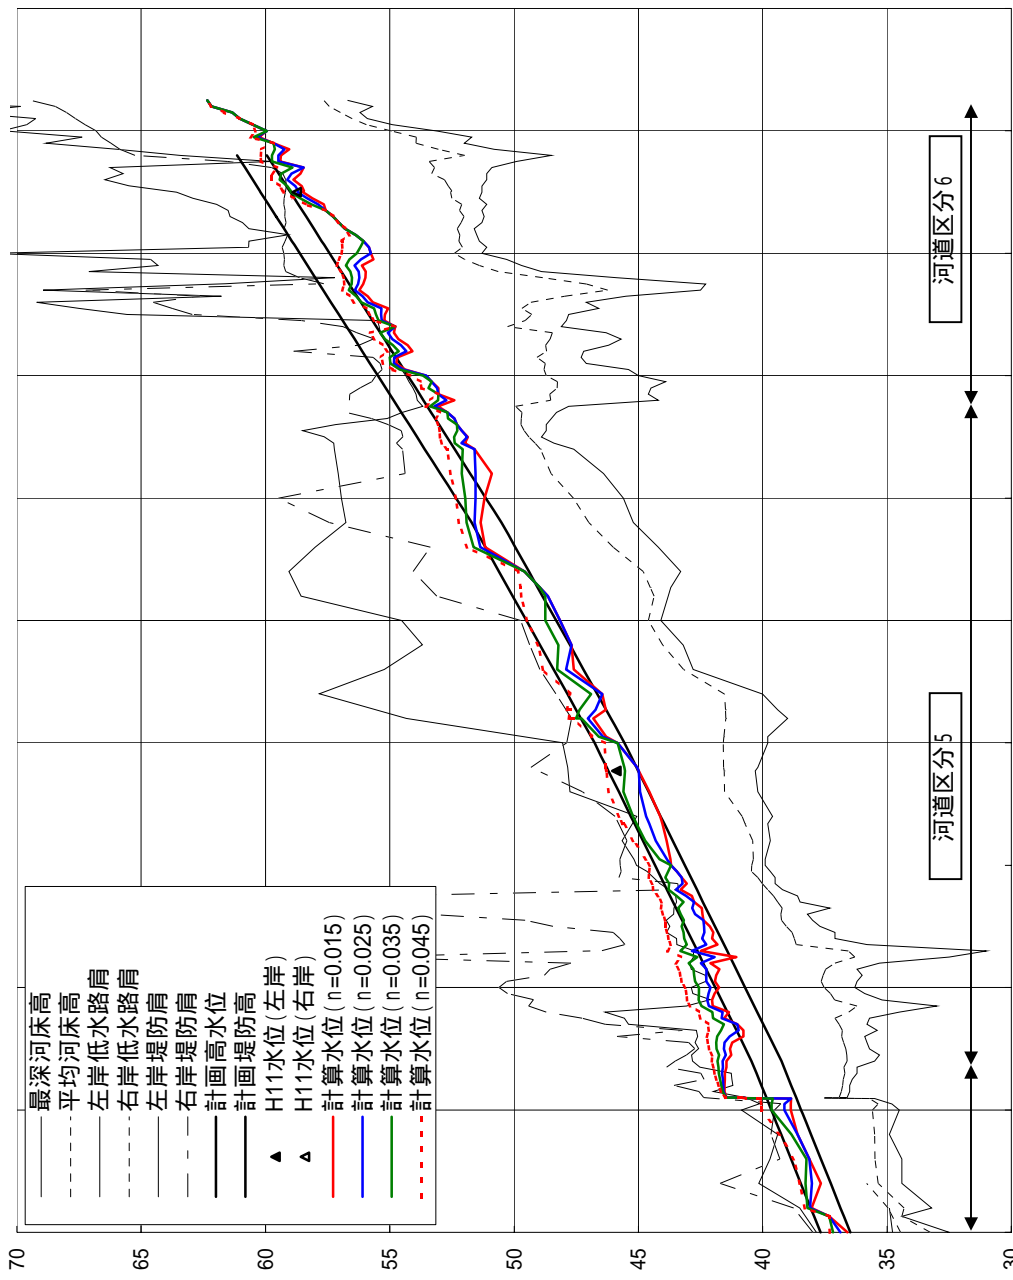 最深河床高
平均河床高
左岸低水路肩
右岸低水路肩
左岸堤防肩
右岸堤防肩
計画高水位
計画堤防高
H11水位(左岸)
H11水位(右岸)
計算水位(n=0.015)
計算水位(n=0.025)
計算水位(n=0.035)
計算水位(n=0.045)
河道区分5
河道区分6
70
65
60
55
50
45
40
35
30